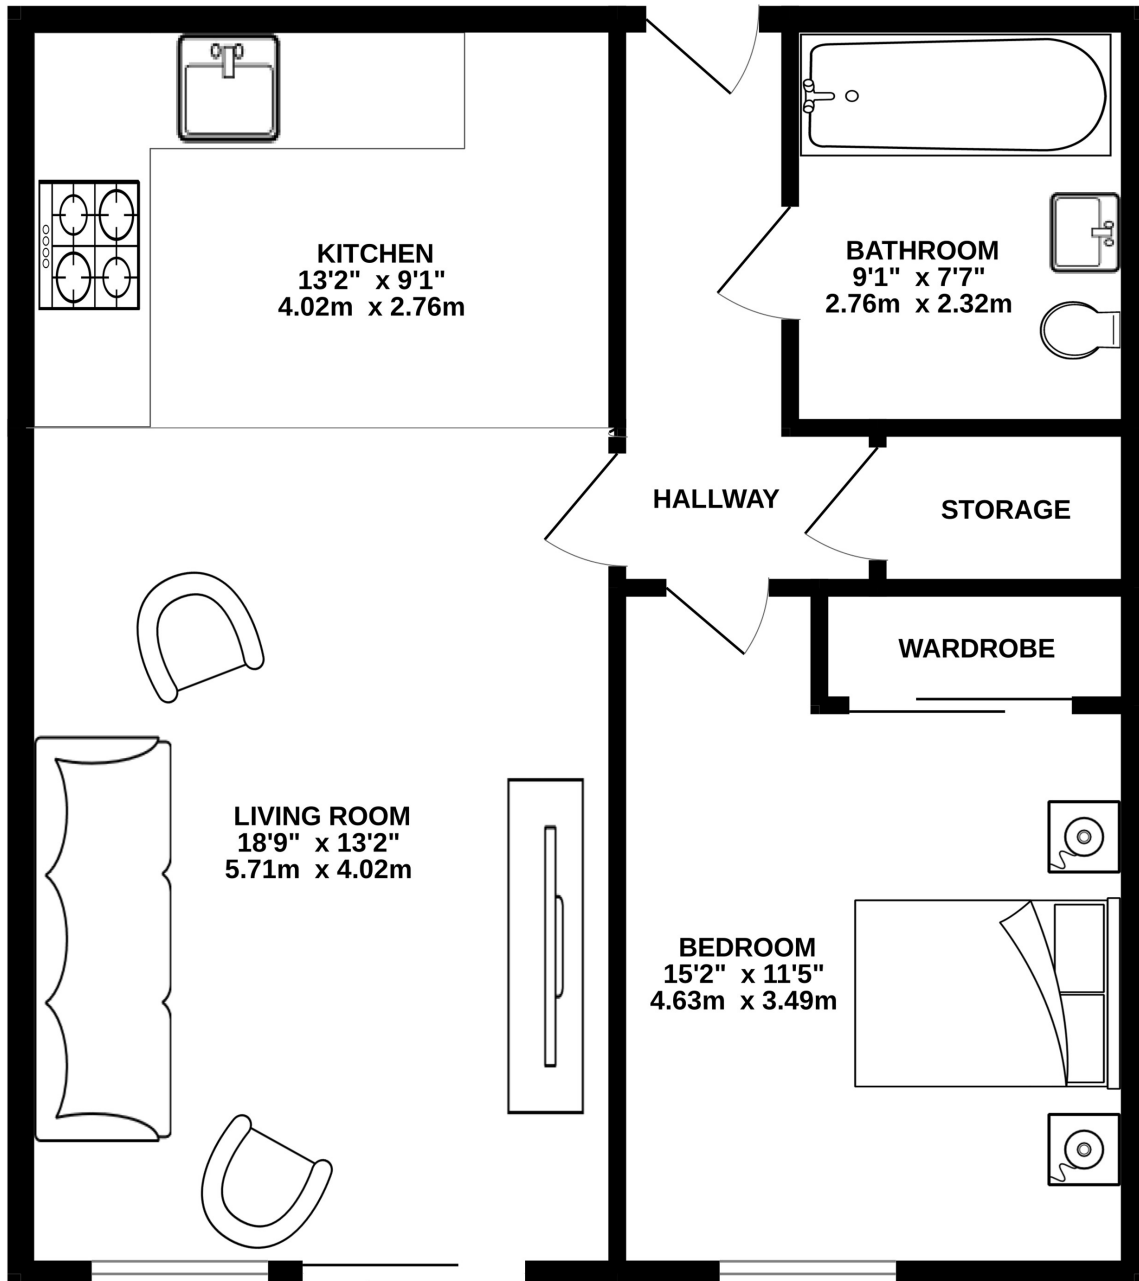 KITCHEN
13'2" x 9'1"
4.02m x 2.76m
BATHROOM
9'1" x 7'7"
2.76m x 2.32m
HALLWAY
STORAGE
WARDROBE
LIVING ROOM
18'9" x 13'2"
5.71m x 4.02m
BEDROOM
15'2" x 11'5"
4.63m x 3.49m